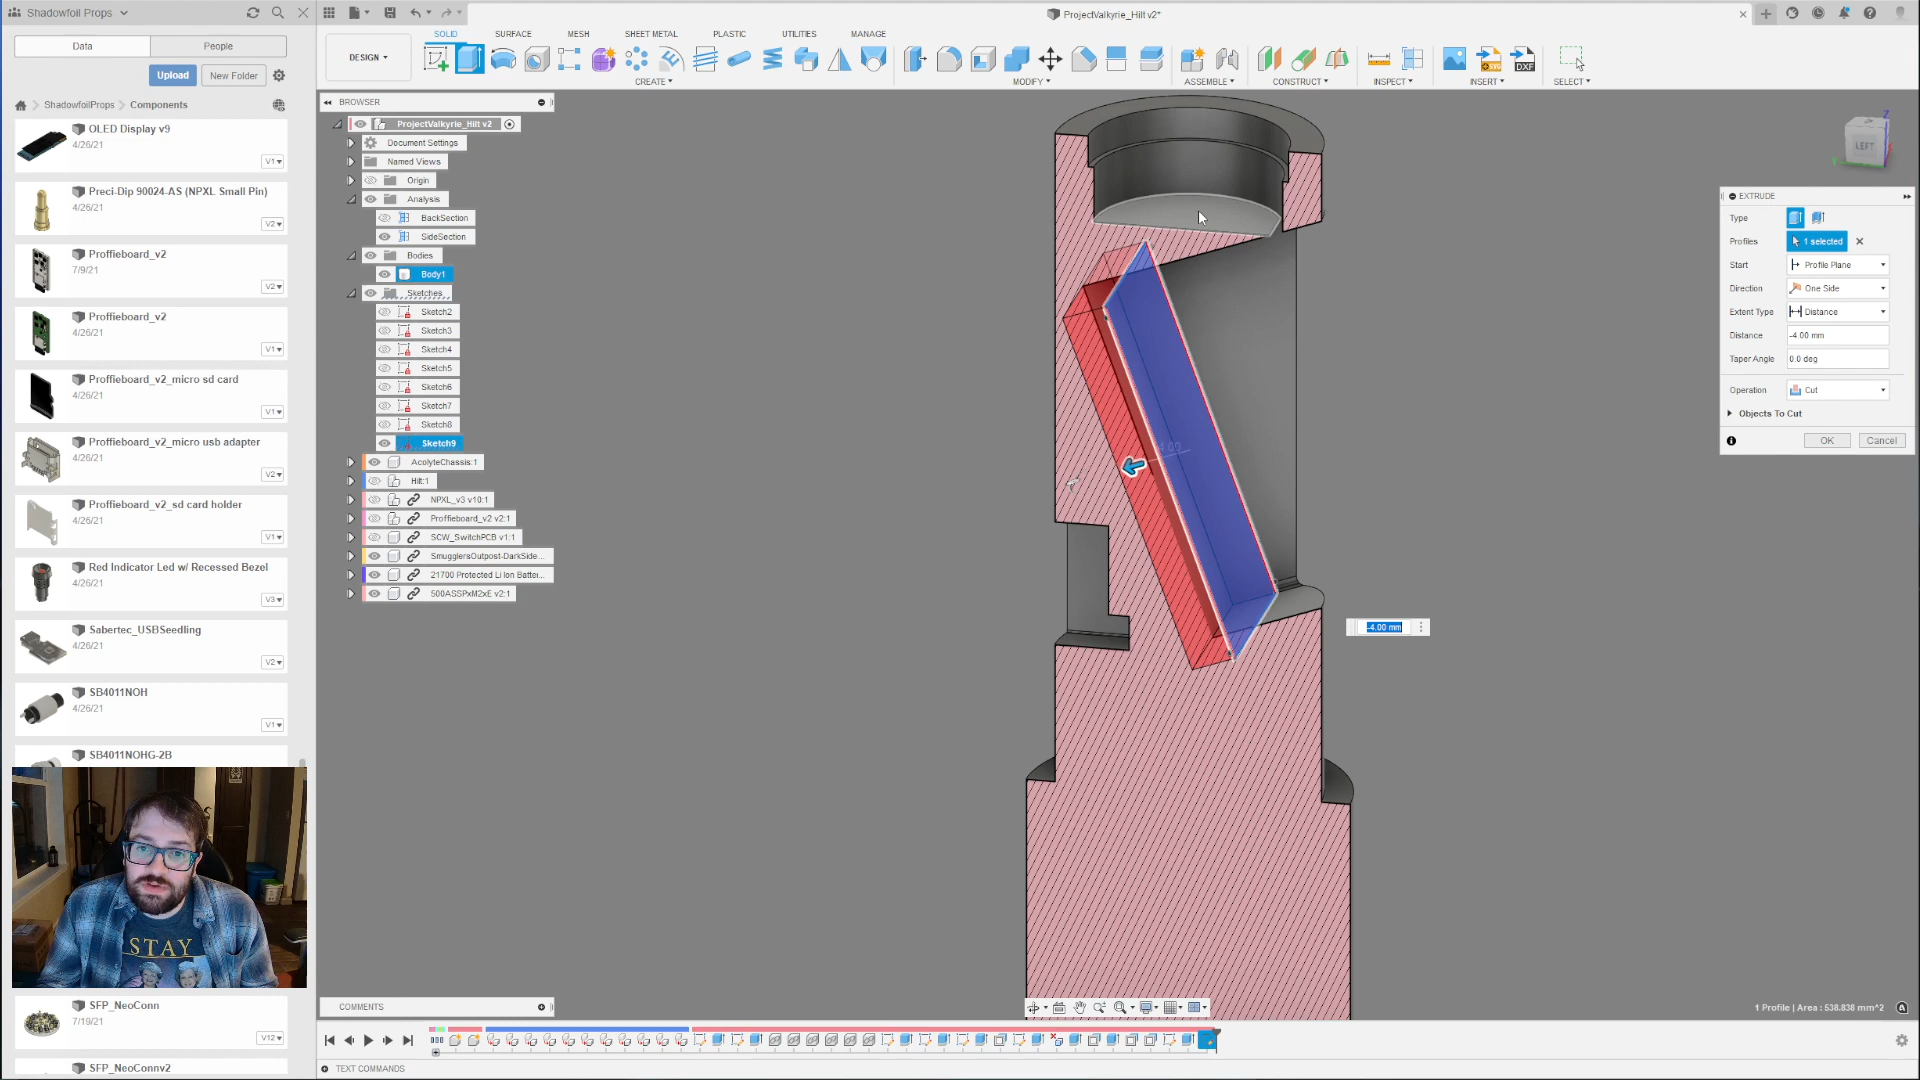 Shadowfoil Props
ProjectValkyrie_Hilt v2*
Data
People
Upload
New Folder
ShadowfoilProps
Components
OLED Display v9
4/26/21
V1
Preci-Dip 90024-AS (NPXL Small Pin)
4/26/21
V2
Proffieboard_v2
7/9/21
V2
Proffieboard_v2
4/26/21
V1
Proffieboard_v2_micro sd card
4/26/21
V1
Proffieboard_v2_micro usb adapter
4/26/21
V2
Proffieboard_v2_sd card holder
4/26/21
V1
Red Indicator Led w/ Recessed Bezel
4/26/21
V3
Sabertec_USBSeedling
4/26/21
V2
SB4011NOH
4/26/21
V1
SB4011NOHG-2B
STAY
SFP_NeoConn
7/19/21
V12
SFP_NeoConnv2
DESIGN
SOLID
SURFACE
MESH
SHEET METAL
PLASTIC
UTILITIES
MANAGE
CREATE
MODIFY
ASSEMBLE
CONSTRUCT
INSPECT
INSERT
SELECT
DXF
BROWSER
ProjectValkyrie_Hilt v2
Document Settings
Named Views
Origin
Analysis
BackSection
SideSection
Bodies
Body1
Sketches
Sketch2
Sketch3
Sketch4
Sketch5
Sketch6
Sketch7
Sketch8
Sketch9
AcolyteChassis:1
Hilt:1
NPXL_v3 v10:1
Proffieboard_v2 v2:1
SCW_SwitchPCB v1:1
SmugglersOutpost-DarkSide...
21700 Protected Li Ion Batter...
500ASSPxM2xE v2:1
LEFT
Z
EXTRUDE
Type
Profiles
1 selected
Start
Profile Plane
Direction
One Side
Extent Type
Distance
Distance
-4.00 mm
Taper Angle
0.0 deg
Operation
Cut
Objects To Cut
OK
Cancel
-4.00 mm
COMMENTS
1 Profile | Area : 538.838 mm^2
TEXT COMMANDS